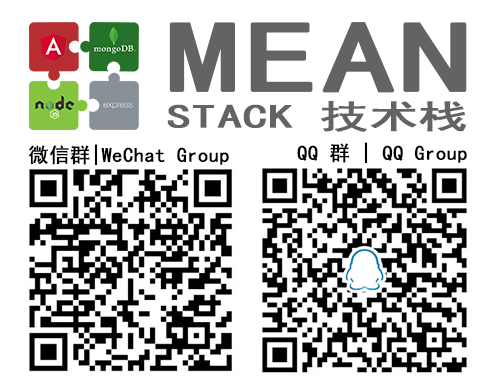 mongoDB.
node
express
MEAN
STACK 技术栈
微信群|WeChat Group
QQ 群 | QQ Group